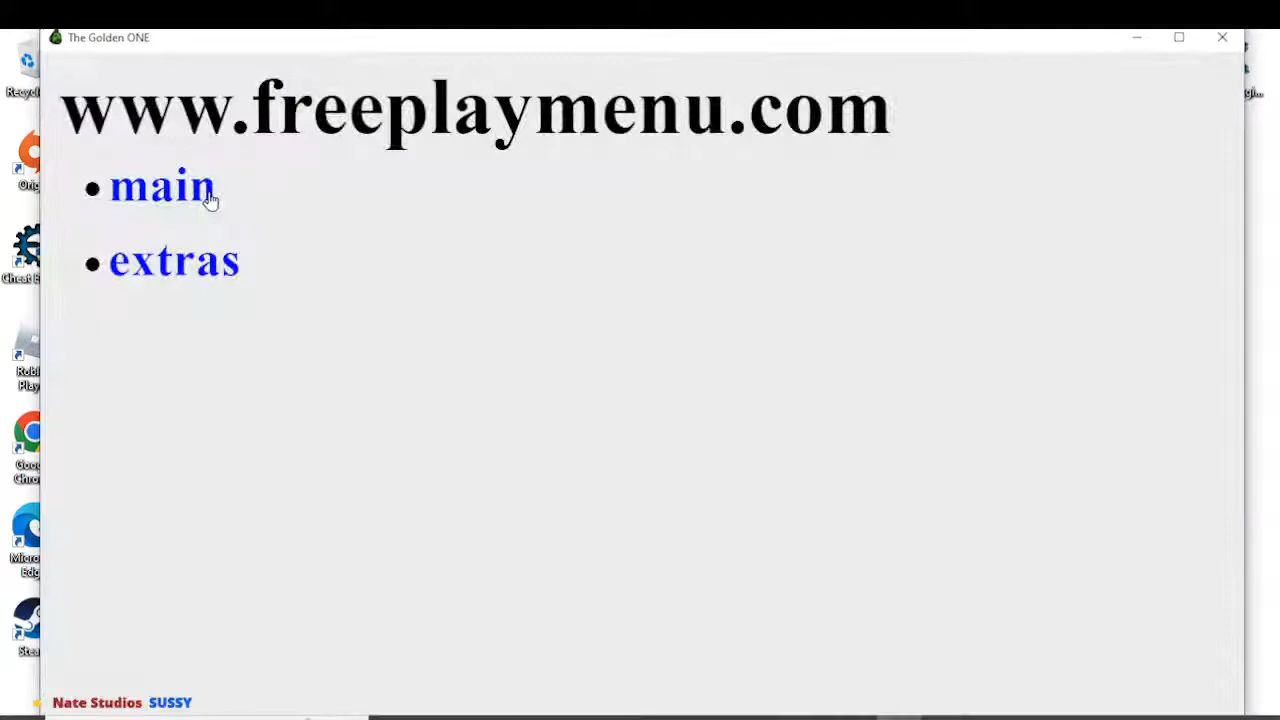 The Golden ONE
www.freeplaymenu.com
main
extras
Nate Studios SUSSY